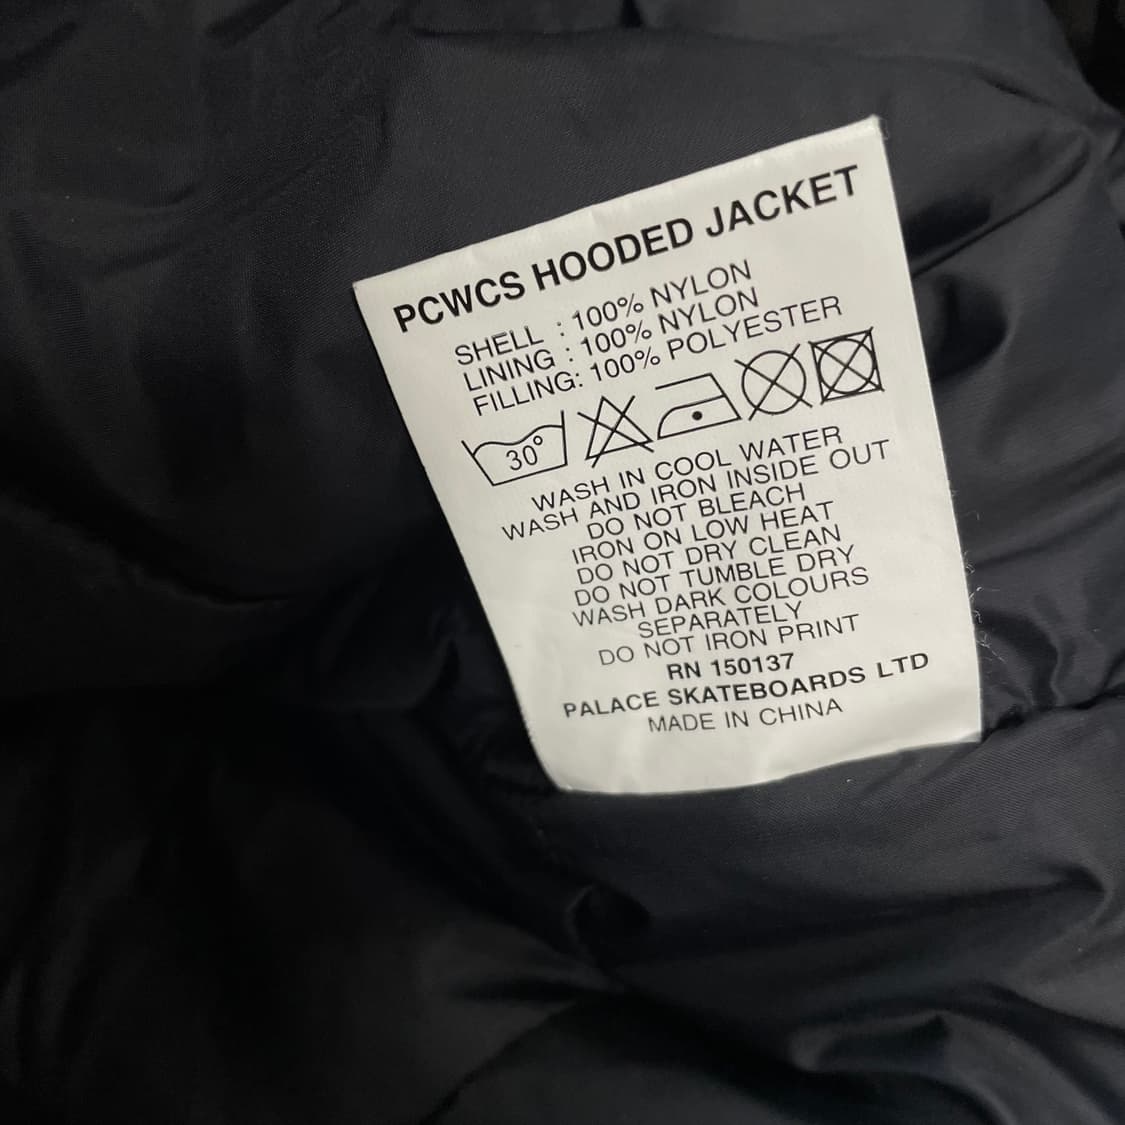 PCWCS HOODED JACKET
SHELL : 100% NYLON
LINING : 100% NYLON
FILLING: 100% POLYESTER
30°
WASH IN COOL WATER
WASH AND IRON INSIDE OUT
DO NOT BLEACH
IRON ON LOW HEAT
DO NOT DRY CLEAN
DO NOT TUMBLE DRY
WASH DARK COLOURS
SEPARATELY
DO NOT IRON PRINT
RN 150137
PALACE SKATEBOARDS LTD
MADE IN CHINA